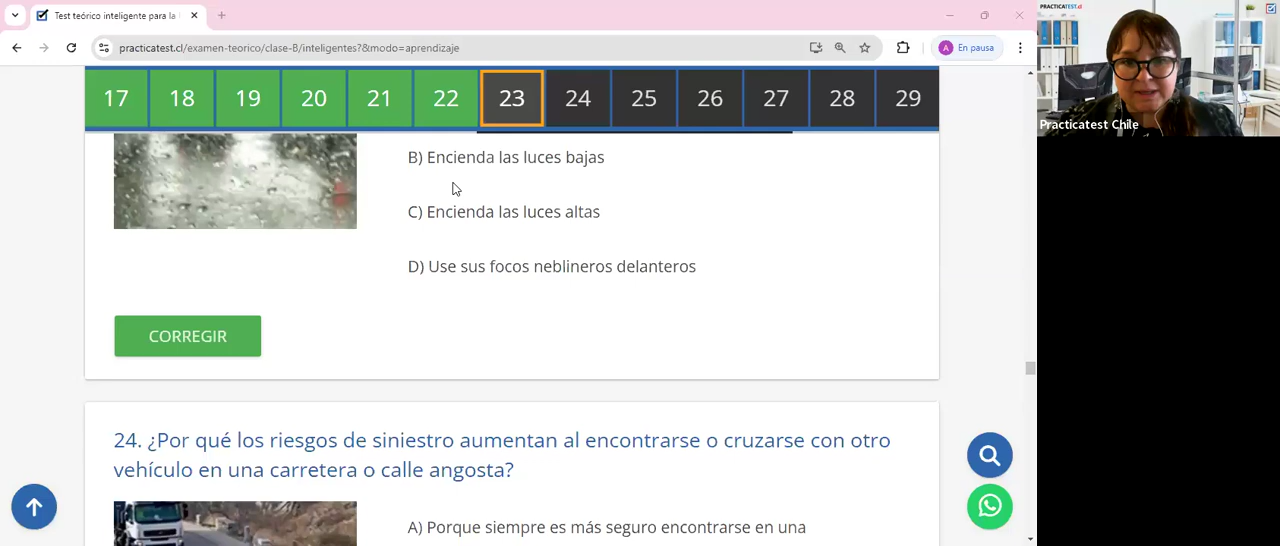 Test teórico inteligente para la
practicatest.cl/examen-teorico/clase-B/inteligentes?&modo=aprendizaje
A
En pausa
PRACTICATEST.cl
17 18 19 20 21 22 23 24 25 26 27 28 29
Practicatest Chile
B) Encienda las luces bajas
C) Encienda las luces altas
D) Use sus focos neblineros delanteros
CORREGIR
24. ¿Por qué los riesgos de siniestro aumentan al encontrarse o cruzarse con otro
vehículo en una carretera o calle angosta?
A) Porque siempre es más seguro encontrarse en una